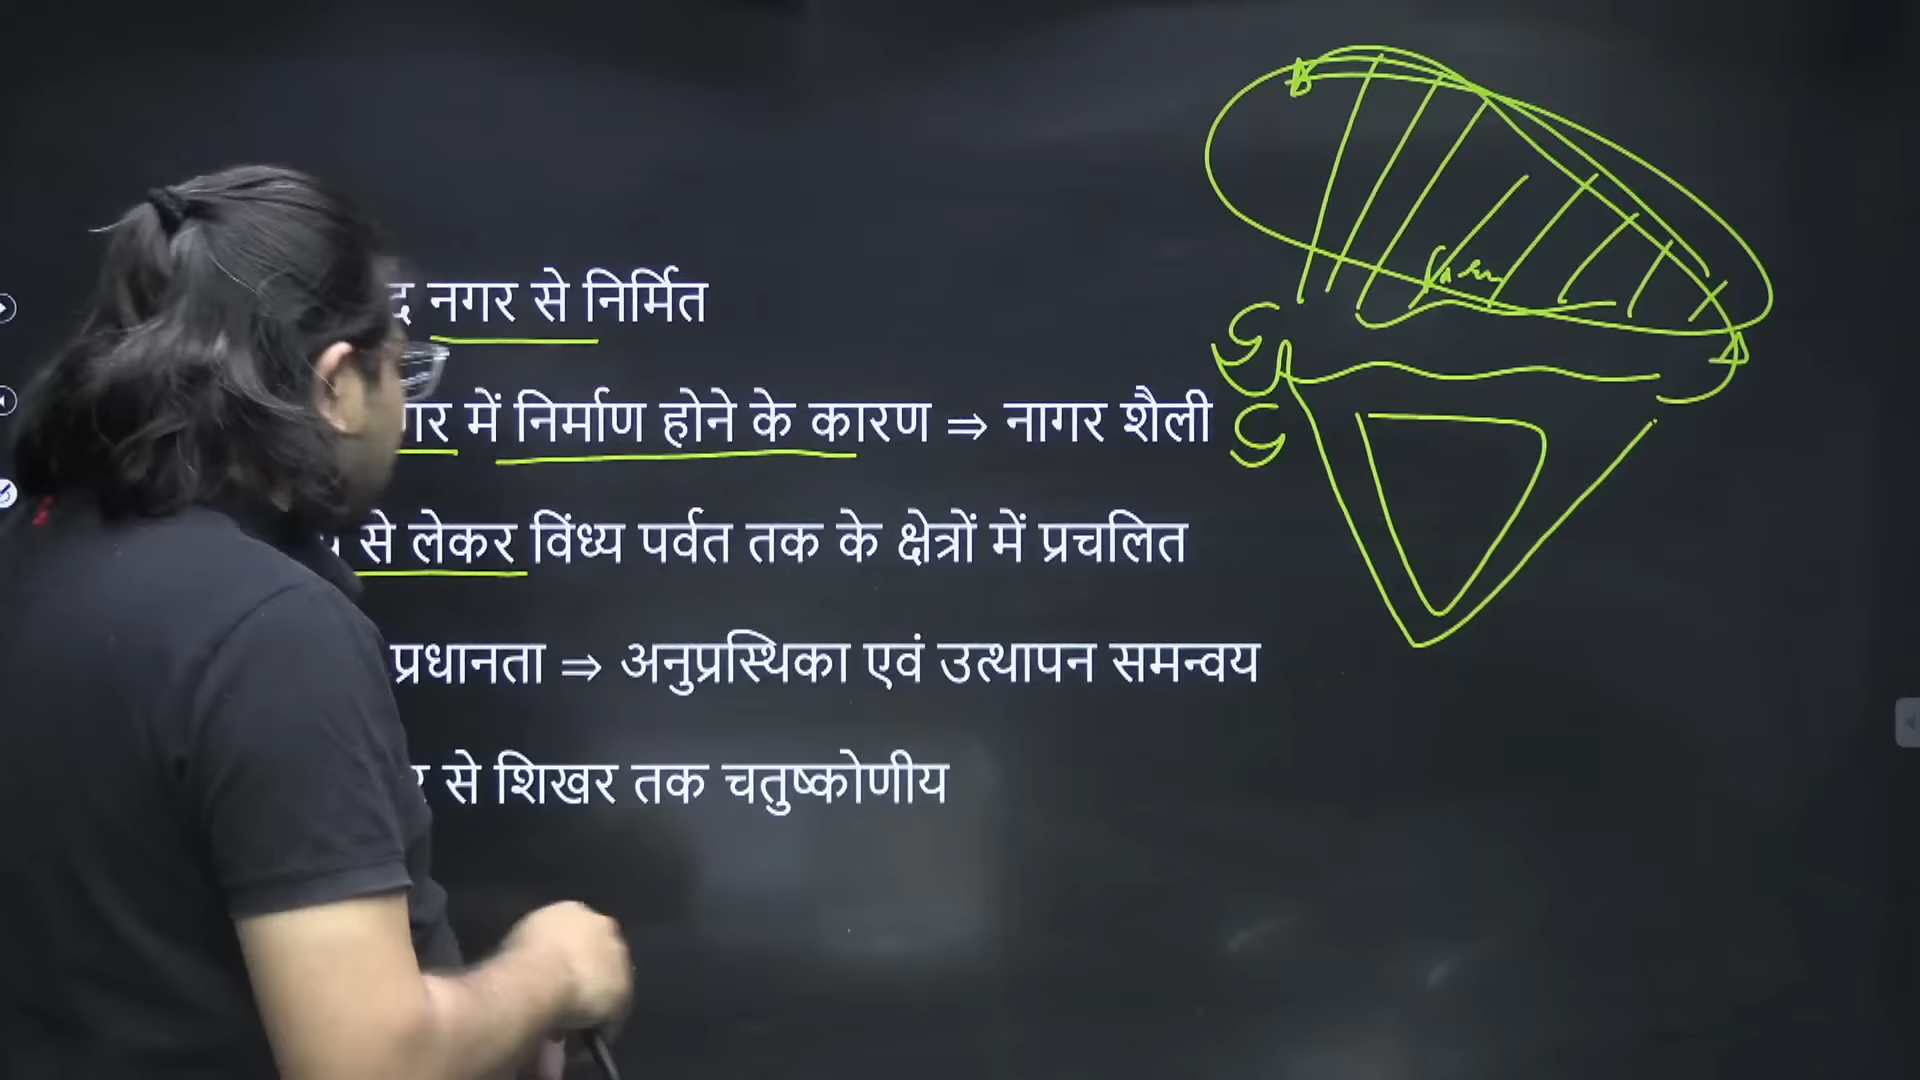 नगर से निर्मित
में निर्माण होने के कारण ⇒ नागर शैली
से लेकर विंध्य पर्वत तक के क्षेत्रों में प्रचलित
प्रधानता ⇒ अनुप्रस्थिका एवं उत्थापन समन्वय
से शिखर तक चतुष्कोणीय